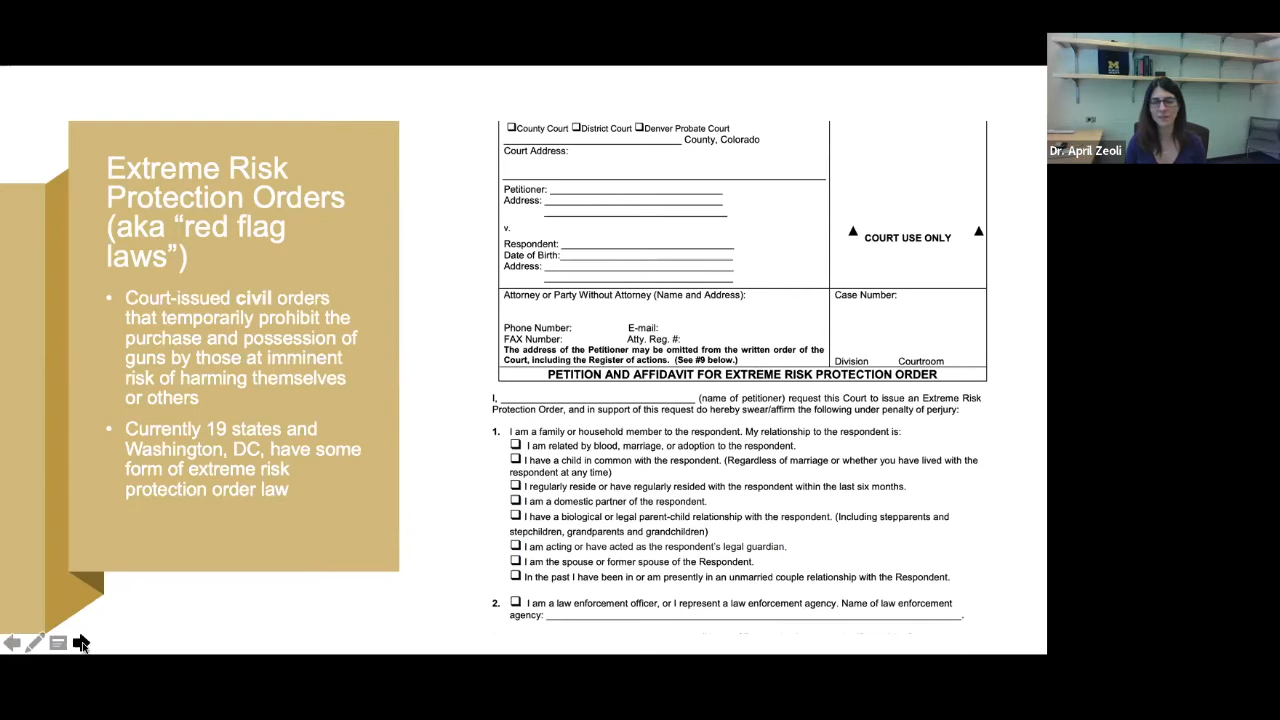 Extreme Risk
Protection Orders
(aka “red flag
laws”)
• Court-issued civil orders
that temporarily prohibit the
purchase and possession of
guns by those at imminent
risk of harming themselves
or others
• Currently 19 states and
Washington, DC, have some
form of extreme risk
protection order law
❑County Court ❑District Court ❑Denver Probate Court
______________________________ County, Colorado
Court Address:
Petitioner: ______________________________
Address: ______________________________
v.
Respondent: ______________________________
Date of Birth:______________________________
Address: ______________________________
▲ COURT USE ONLY ▲
Attorney or Party Without Attorney (Name and Address):
Case Number:
Phone Number: E-mail:
FAX Number: Atty. Reg. #:
The address of the Petitioner may be omitted from the written order of the
Court, including the Register of actions. (See #9 below.)
Division Courtroom
PETITION AND AFFIDAVIT FOR EXTREME RISK PROTECTION ORDER
I, ______________________________ (name of petitioner) request this Court to issue an Extreme Risk
Protection Order, and in support of this request do hereby swear/affirm the following under penalty of perjury:
1. I am a family or household member to the respondent. My relationship to the respondent is:
❑ I am related by blood, marriage, or adoption to the respondent.
❑ I have a child in common with the respondent. (Regardless of marriage or whether you have lived with the
respondent at any time)
❑ I regularly reside or have regularly resided with the respondent within the last six months.
❑ I am a domestic partner of the respondent.
❑ I have a biological or legal parent-child relationship with the respondent. (Including stepparents and
stepchildren, grandparents and grandchildren)
❑ I am acting or have acted as the respondent's legal guardian.
❑ I am the spouse or former spouse of the Respondent.
❑ In the past I have been in or am presently in an unmarried couple relationship with the Respondent.
2. ❑ I am a law enforcement officer, or I represent a law enforcement agency. Name of law enforcement
agency: ______________________________.
Dr. April Zeoli